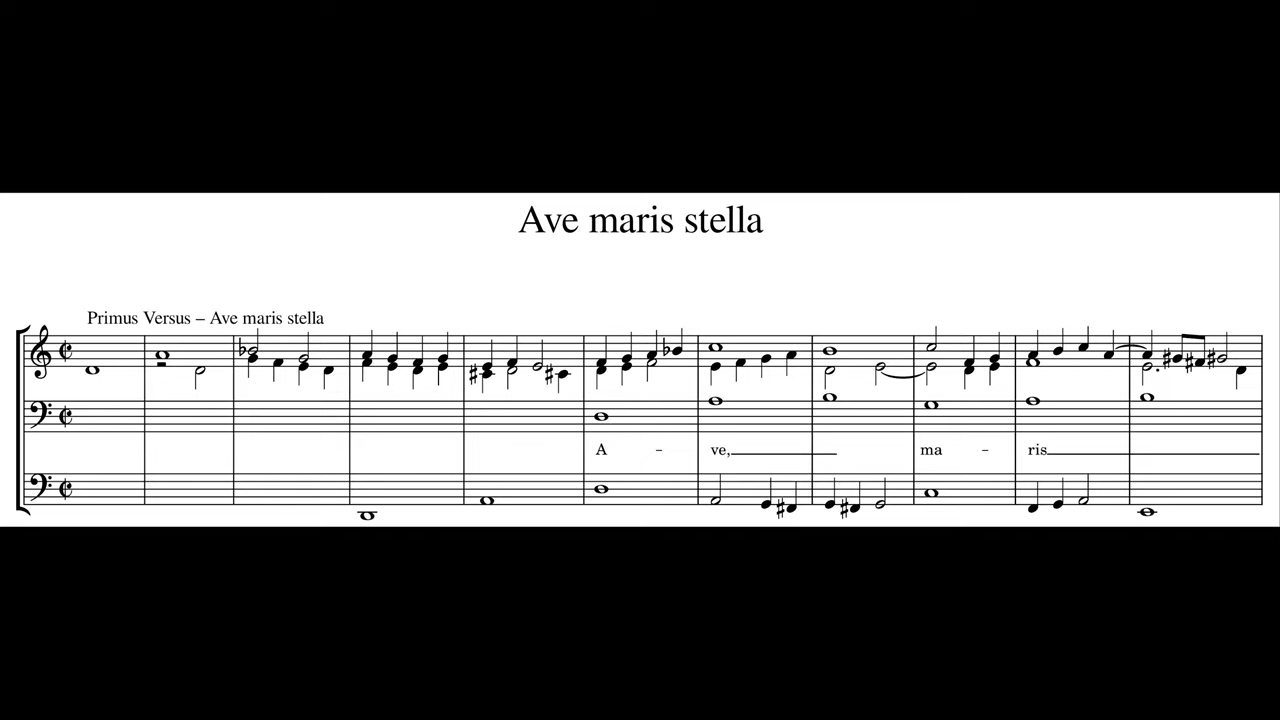 Ave maris stella
Primus Versus – Ave maris stella
A - ve, ma - ris